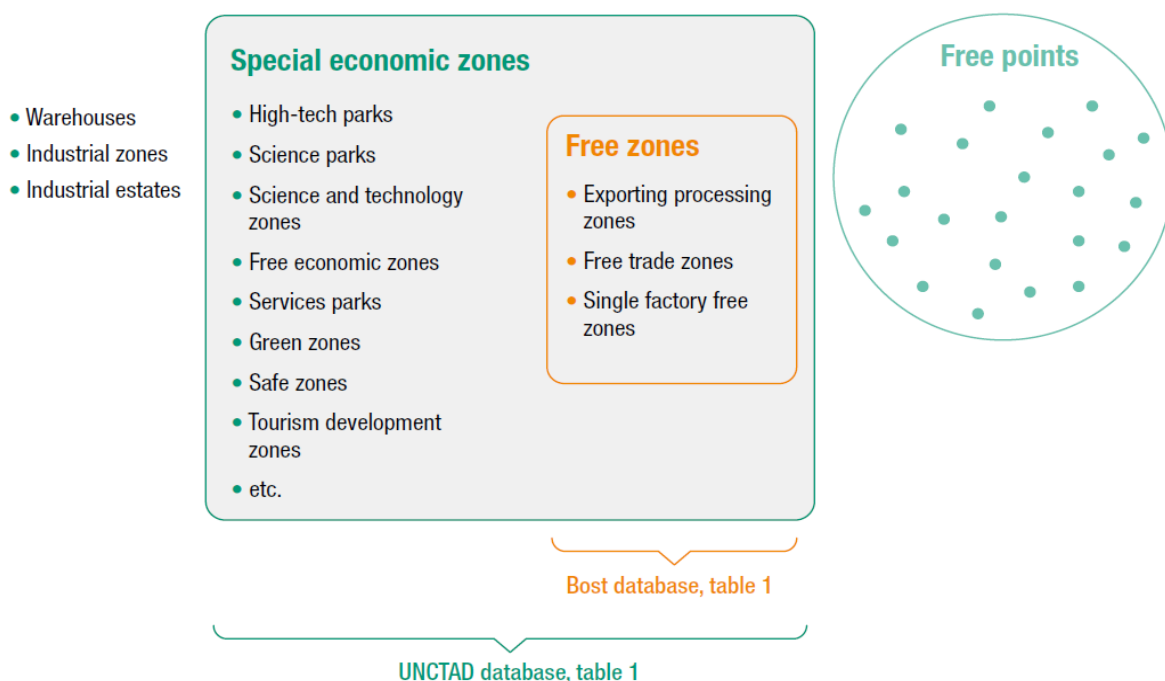 • Warehouses
• Industrial zones
• Industrial estates
Special economic zones
• High-tech parks
• Science parks
• Science and technology
zones
• Free economic zones
• Services parks
• Green zones
• Safe zones
• Tourism development
zones
• etc.
Free zones
• Exporting processing
zones
• Free trade zones
• Single factory free
zones
Free points
Bost database, table 1
UNCTAD database, table 1